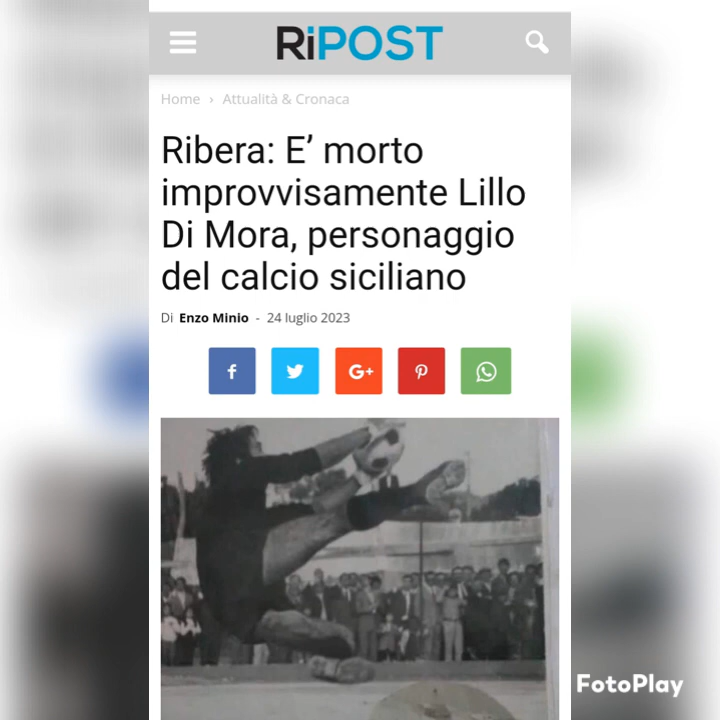 RiPOST
Home › Attualità & Cronaca
Ribera: E’ morto
improvvisamente Lillo
Di Mora, personaggio
del calcio siciliano
Di Enzo Minio - 24 luglio 2023
f G+
FotoPlay